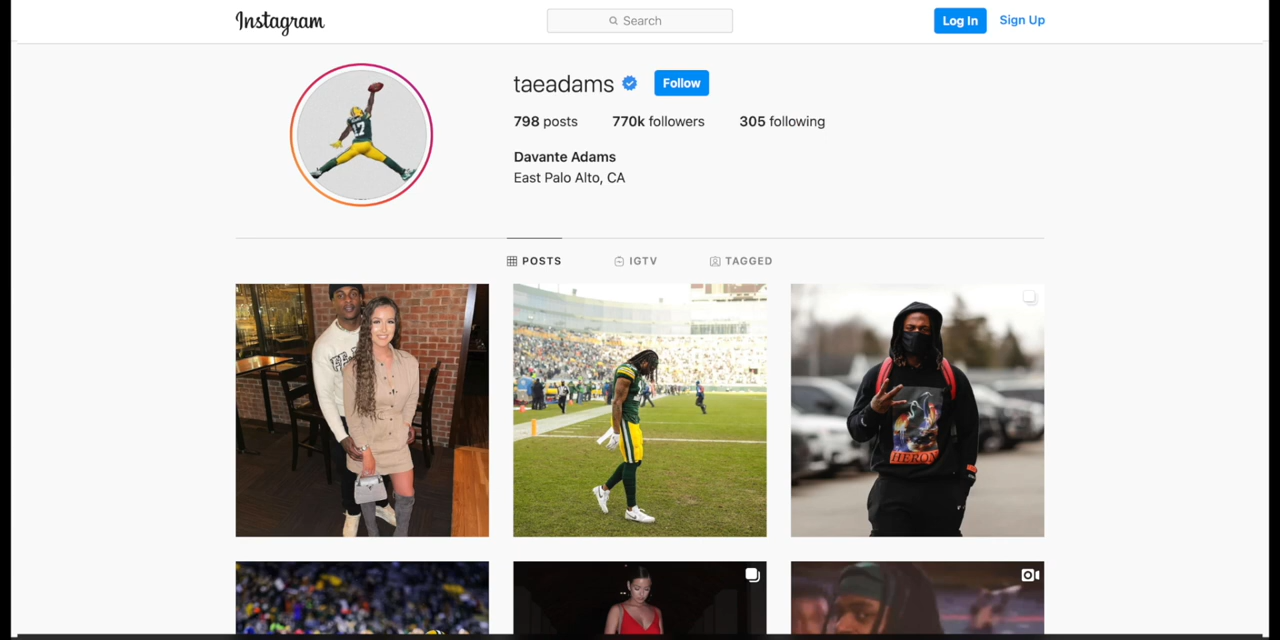 Instagram
Search
Log In
Sign Up
taeadams
Follow
798 posts 770k followers 305 following
Davante Adams
East Palo Alto, CA
POSTS
IGTV
TAGGED
17
HERON